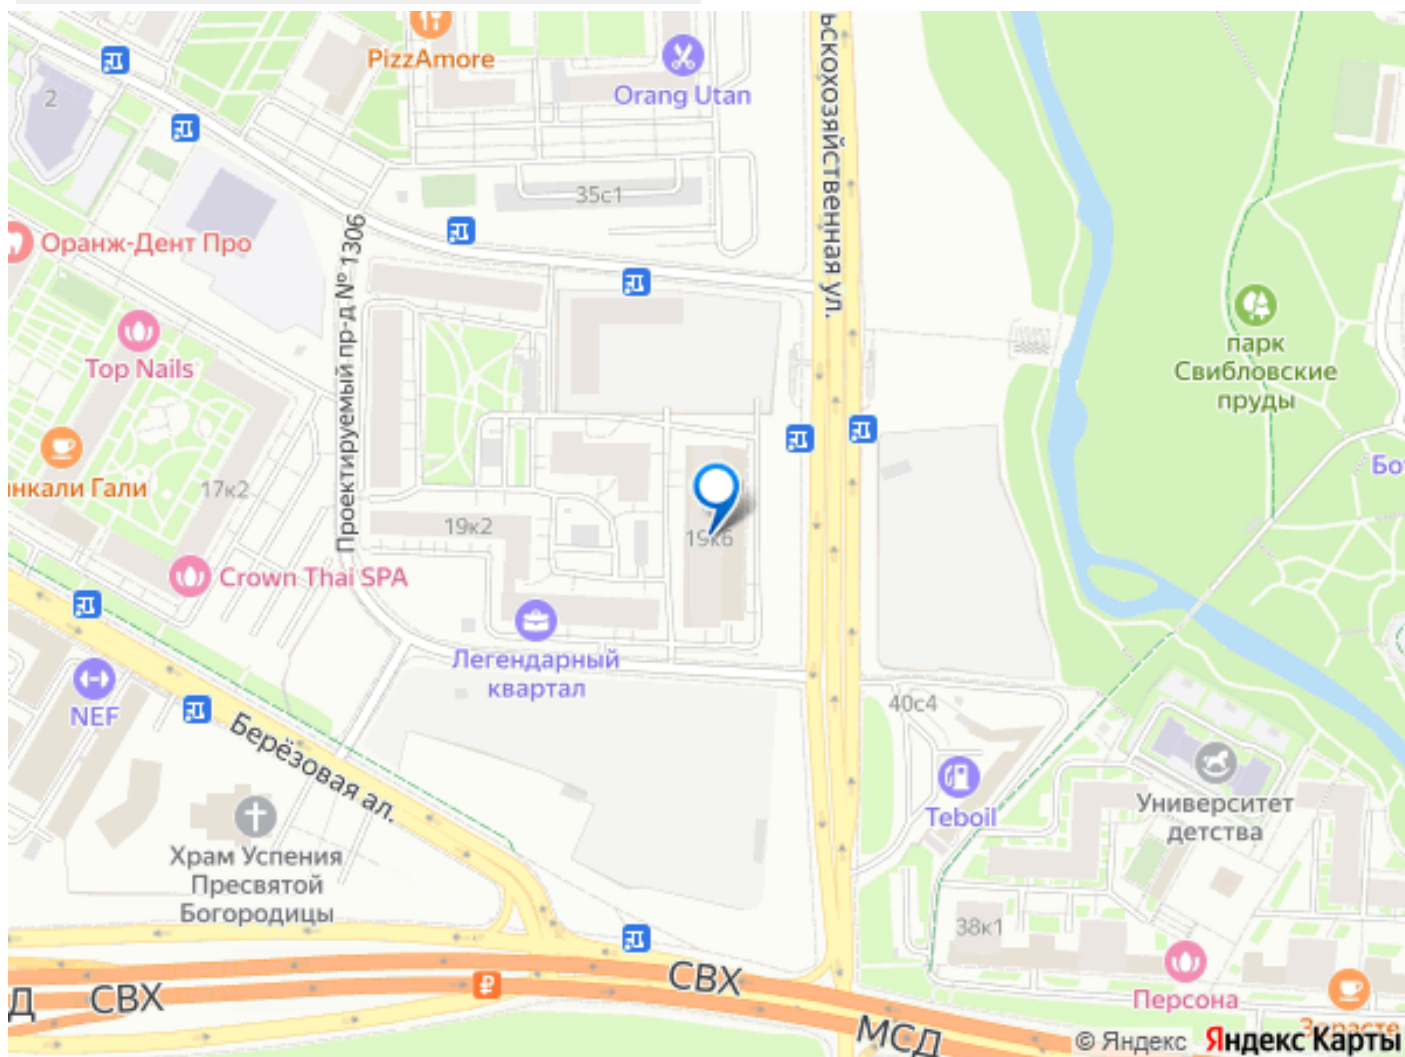 PizzAmore
Orang Utan
2
ьскохозяйственная ул.
35с1
Оранж-Дент Про
Проектируемый пр-д № 1306
Top Nails
парк
Свибловские
пруды
Бо
нкали Гали
17к2
19к2
19к6
Crown Thai SPA
Легендарный
квартал
NEF
Берёзовая ал.
40с4
Teboil
Университет
детства
Храм Успения
Пресвятой
Богородицы
38к1
Персона
Д
СВХ
СВХ
МСД
© Яндекс
Яндекс Карты